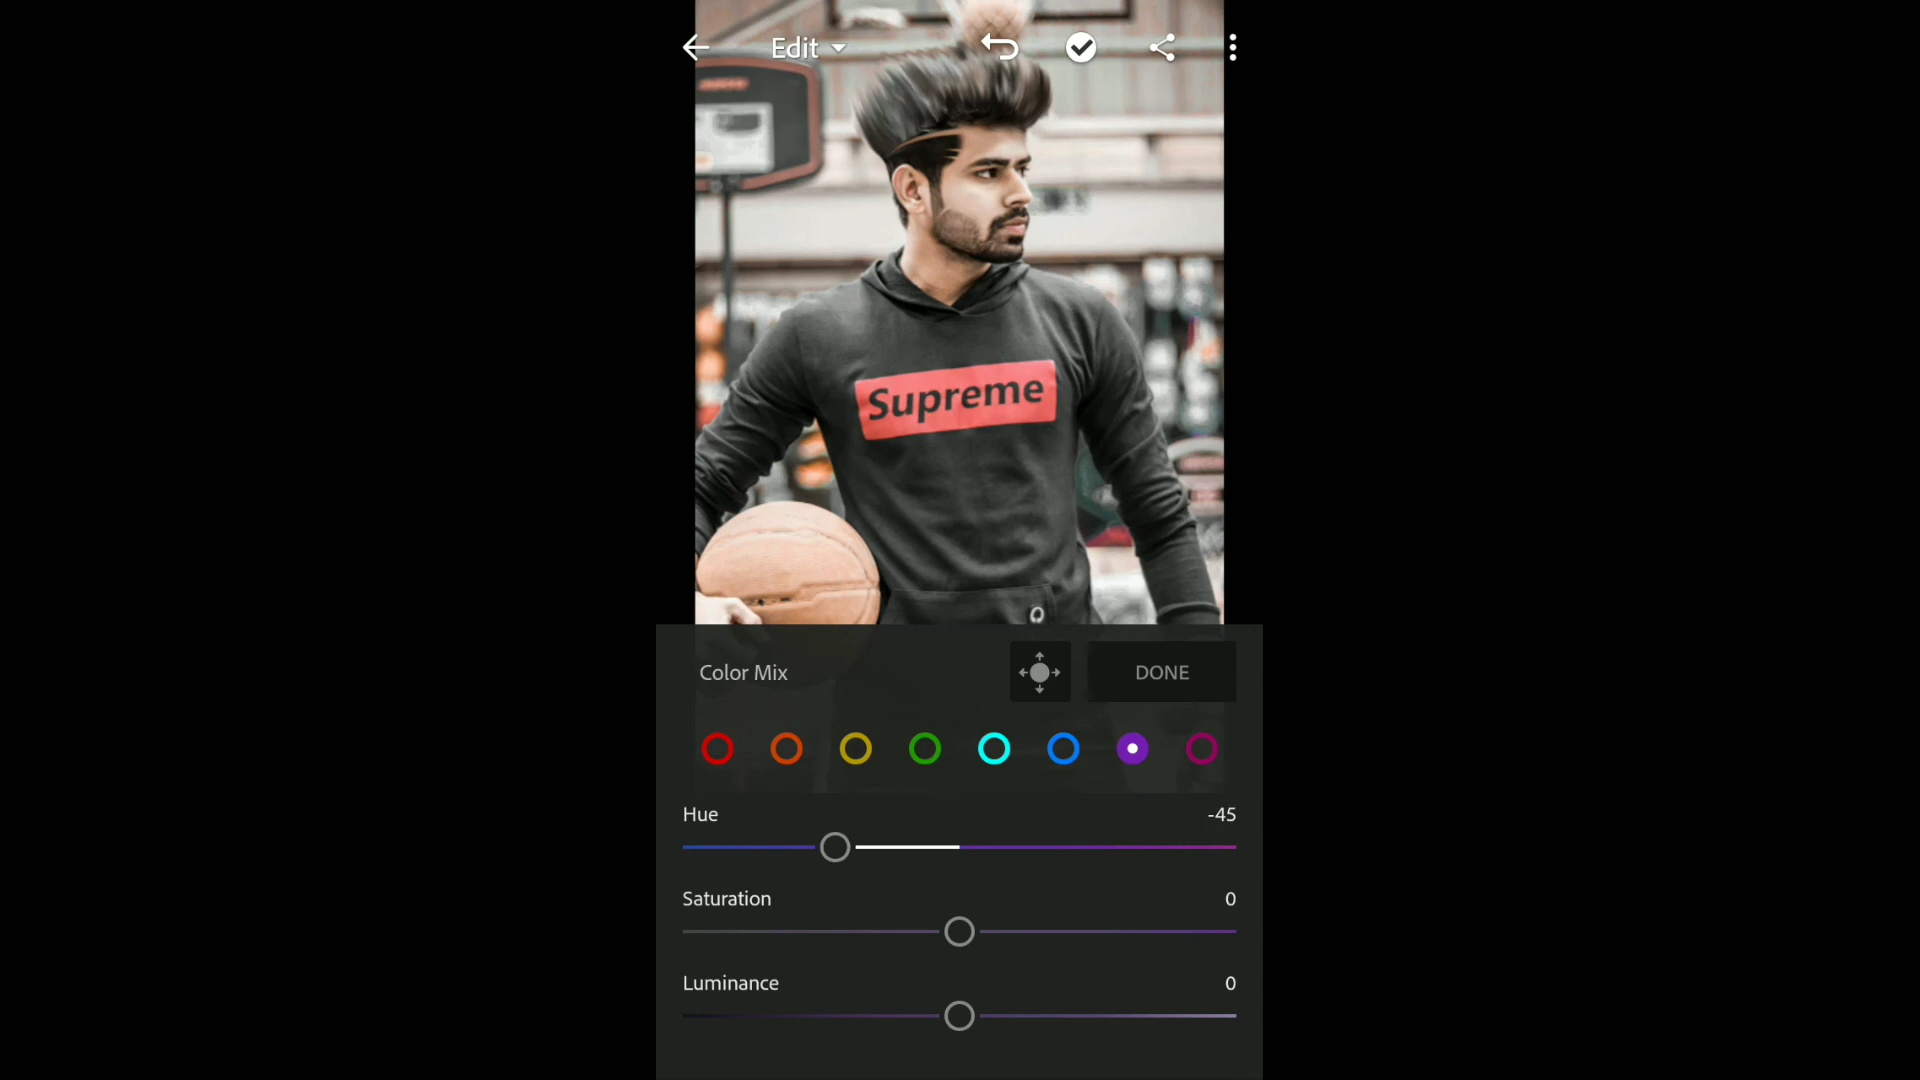 Edit
Supreme
Color Mix
DONE
Hue
-45
Saturation
0
Luminance
0